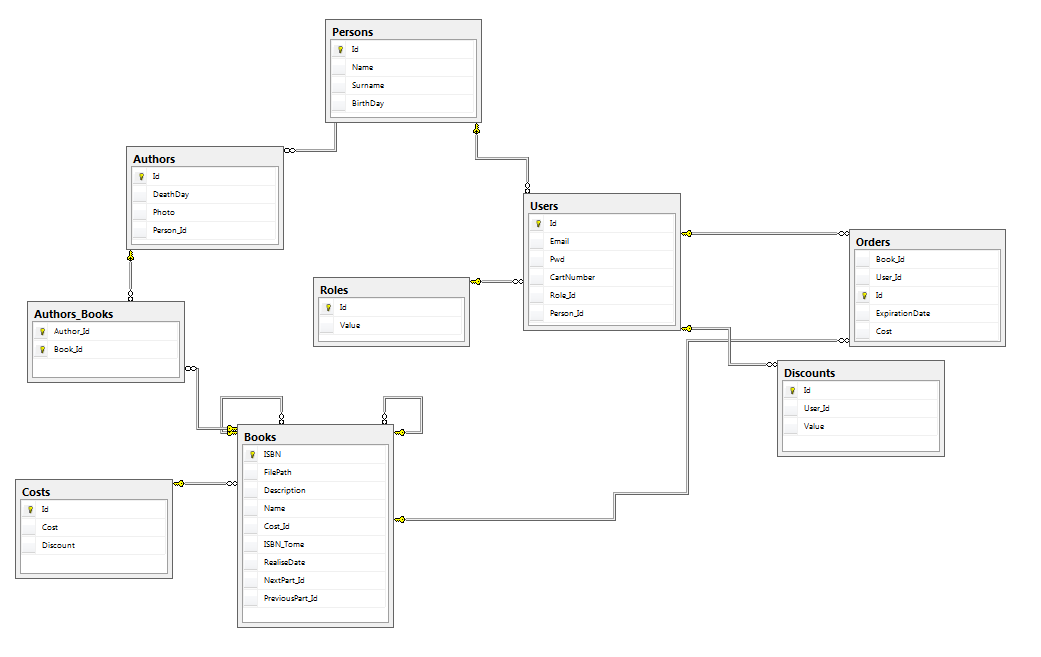 Persons
Id
Name
Surname
BirthDay
Authors
Id
DeathDay
Photo
Person_Id
Users
Id
Email
Pwd
CartNumber
Role_Id
Person_Id
Orders
Book_Id
User_Id
Id
ExpirationDate
Cost
Roles
Id
Value
Authors_Books
Author_Id
Book_Id
Discounts
Id
User_Id
Value
Books
ISBN
FilePath
Description
Name
Cost_Id
ISBN_Tome
RealiseDate
NextPart_Id
PreviousPart_Id
Costs
Id
Cost
Discount